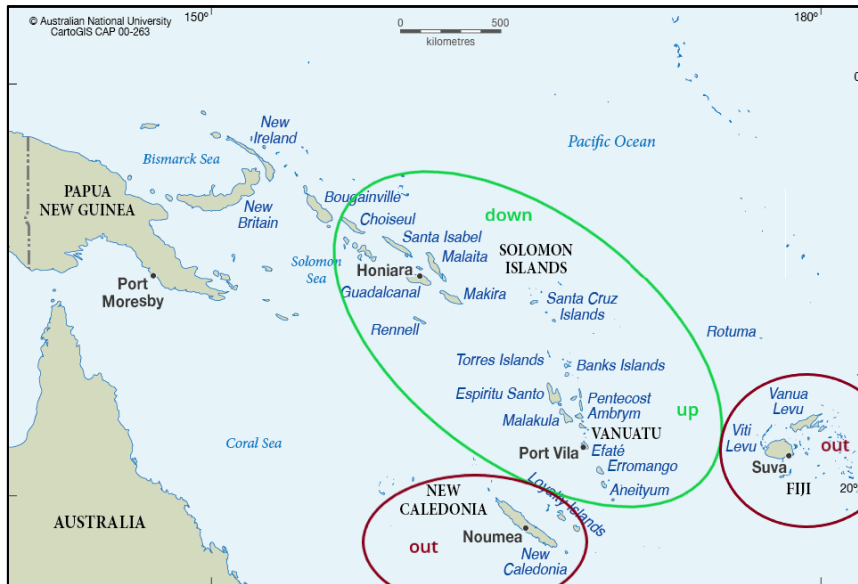 © Australian National University
CartoGIS CAP 00-263
150°
0
500
kilometres
180°
0
New
Ireland
Pacific Ocean
Bismarck Sea
PAPUA
NEW GUINEA
New
Britain
Bougainville
down
Choiseul
Santa Isabel
SOLOMON
ISLANDS
Malaita
Solomon
Sea
Honiara
Port
Moresby
Guadalcanal
Makira
Santa Cruz
Islands
Rennell
Rotuma
Torres Islands
Banks Islands
Espiritu Santo
Pentecost
Ambrym
up
Vanua
Levu
Malakula
VANUATU
Viti
Levu
out
Coral Sea
Port Vila
Efaté
Suva
Erromango
FIJI
20°
Aneityum
NEW
CALEDONIA
Loyalty Islands
AUSTRALIA
out
Noumea
New
Caledonia